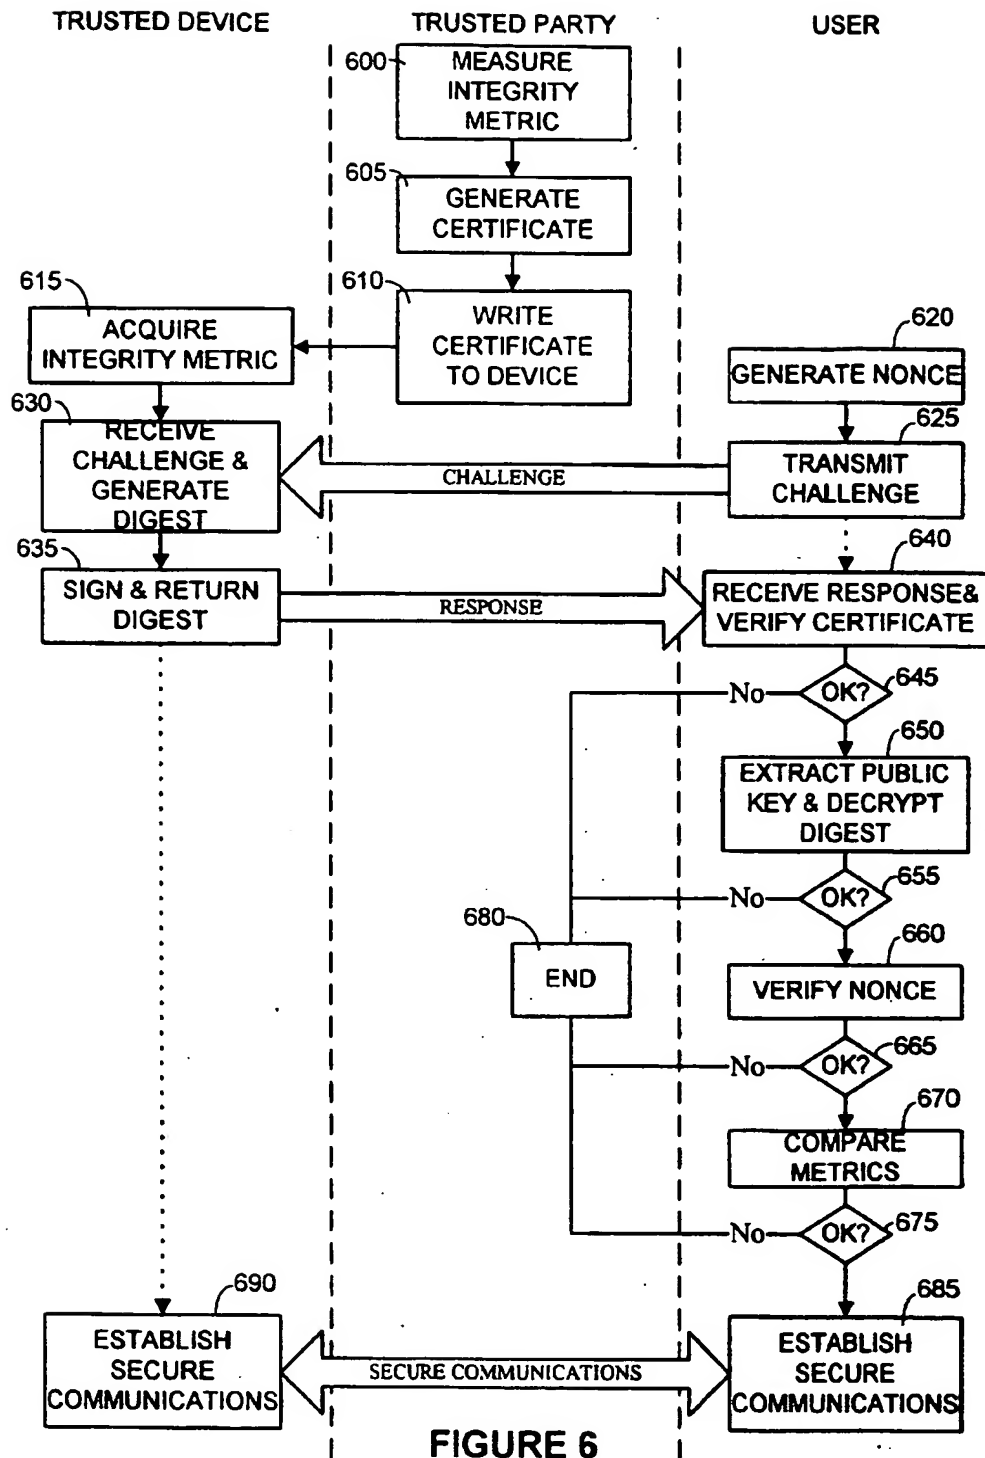 TRUSTED DEVICE
TRUSTED PARTY
USER
600
MEASURE
INTEGRITY
METRIC
605
GENERATE
CERTIFICATE
610
WRITE
CERTIFICATE
TO DEVICE
615
ACQUIRE
INTEGRITY METRIC
620
GENERATE NONCE
625
TRANSMIT
CHALLENGE
CHALLENGE
630
RECEIVE
CHALLENGE &
GENERATE
DIGEST
635
SIGN & RETURN
DIGEST
RESPONSE
640
RECEIVE RESPONSE&
VERIFY CERTIFICATE
No
OK?
645
650
EXTRACT PUBLIC
KEY & DECRYPT
DIGEST
No
OK?
655
680
END
660
VERIFY NONCE
No
OK?
665
670
COMPARE
METRICS
No
OK?
675
690
ESTABLISH
SECURE
COMMUNICATIONS
SECURE COMMUNICATIONS
685
ESTABLISH
SECURE
COMMUNICATIONS
FIGURE 6